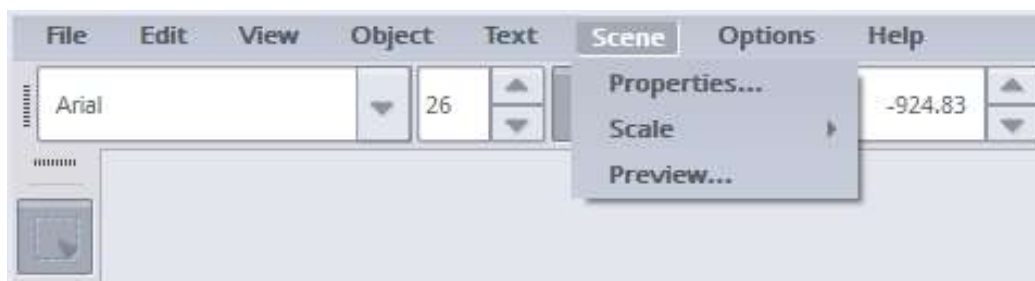 File Edit View Object Text Scene Options Help
Arial 26 -924.83
Properties...
Scale
Preview...